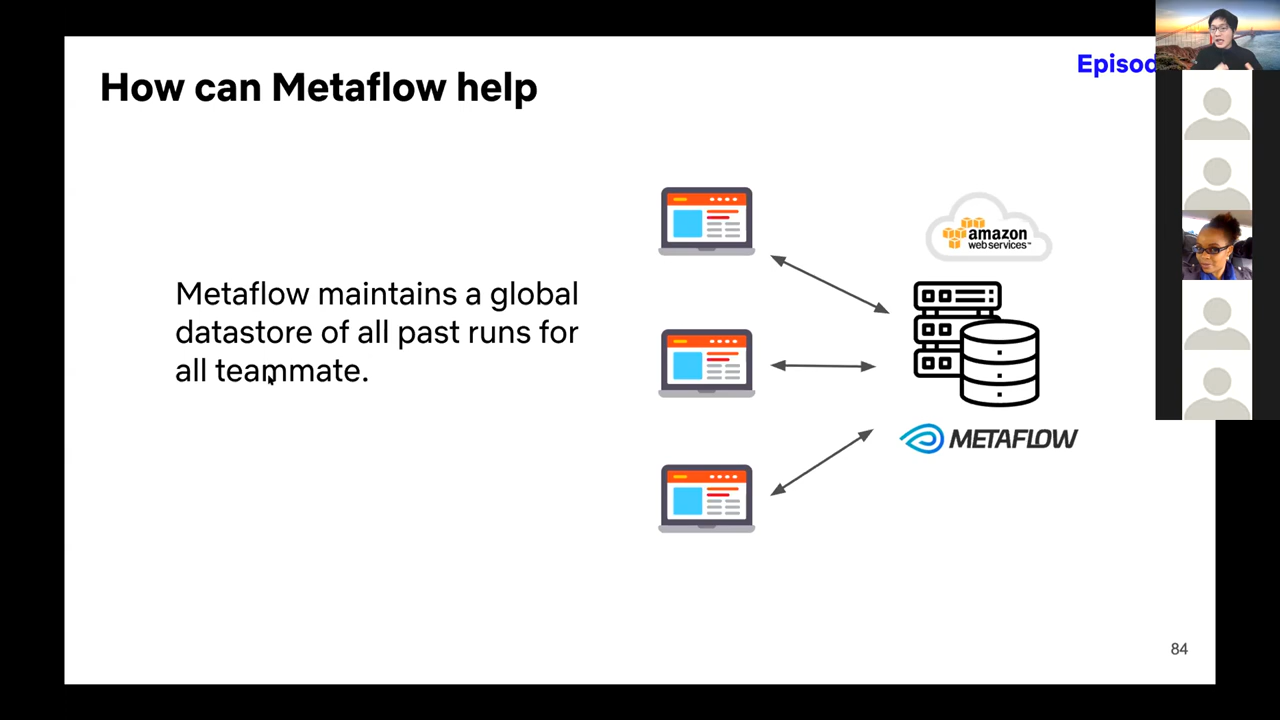 How can Metaflow help
Episod
Metaflow maintains a global
datastore of all past runs for
all teammate.
amazon
web services™
METAFLOW
84